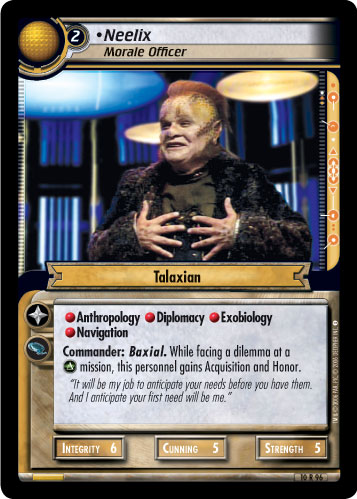 2
•Neelix
Morale Officer
Talaxian
Anthropology Diplomacy Exobiology
Navigation
Commander: Baxial. While facing a dilemma at a
mission, this personnel gains Acquisition and Honor.
"It will be my job to anticipate your needs before you have them.
And I anticipate your first need will be me."
INTEGRITY 6 CUNNING 5 STRENGTH 5
10 R 96